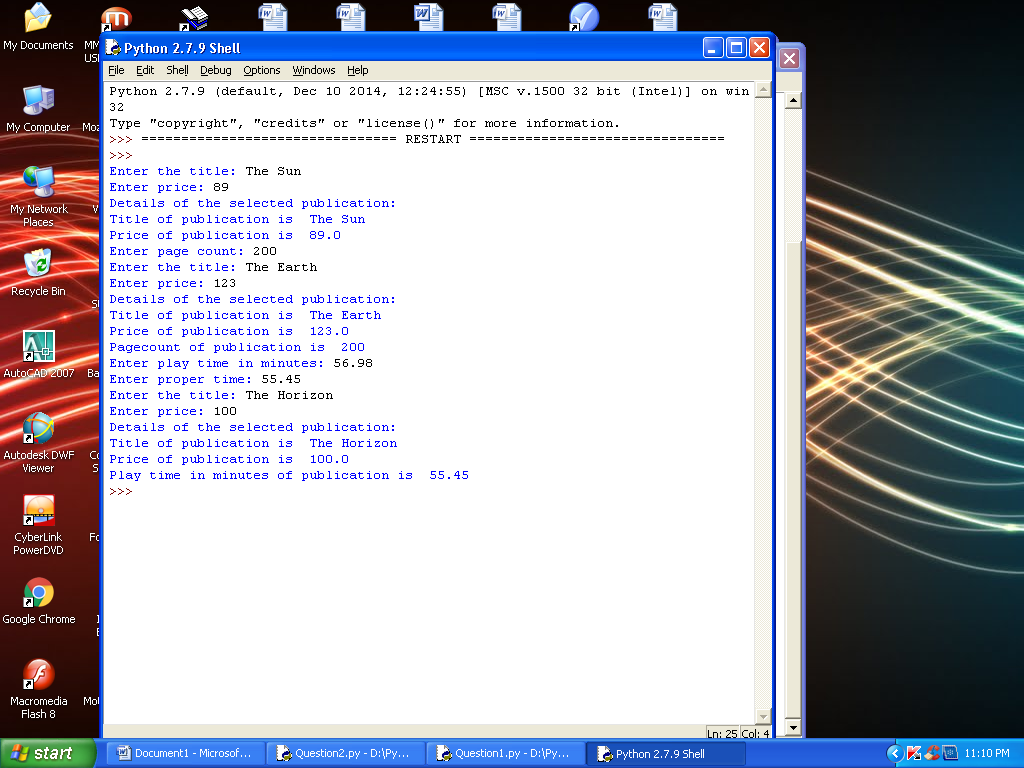 My Documents
My Computer
My Network
Places
Recycle Bin
AutoCAD 2007
Autodesk DWF
Viewer
CyberLink
PowerDVD
Google Chrome
Macromedia
Flash 8
Python 2.7.9 Shell
File Edit Shell Debug Options Windows Help
Python 2.7.9 (default, Dec 10 2014, 12:24:55) [MSC v.1500 32 bit (Intel)] on win
32
Type "copyright", "credits" or "license()" for more information.
>>> ================================ RESTART ================================
>>>
Enter the title: The Sun
Enter price: 89
Details of the selected publication:
Title of publication is  The Sun
Price of publication is  89.0
Enter page count: 200
Enter the title: The Earth
Enter price: 123
Details of the selected publication:
Title of publication is  The Earth
Price of publication is  123.0
Pagecount of publication is  200
Enter play time in minutes: 56.98
Enter proper time: 55.45
Enter the title: The Horizon
Enter price: 100
Details of the selected publication:
Title of publication is  The Horizon
Price of publication is  100.0
Play time in minutes of publication is  55.45
>>>
Ln: 25 Col: 4
start
Document1 - Microsof...
Question2.py - D:\Py...
Question1.py - D:\Py...
Python 2.7.9 Shell
11:10 PM